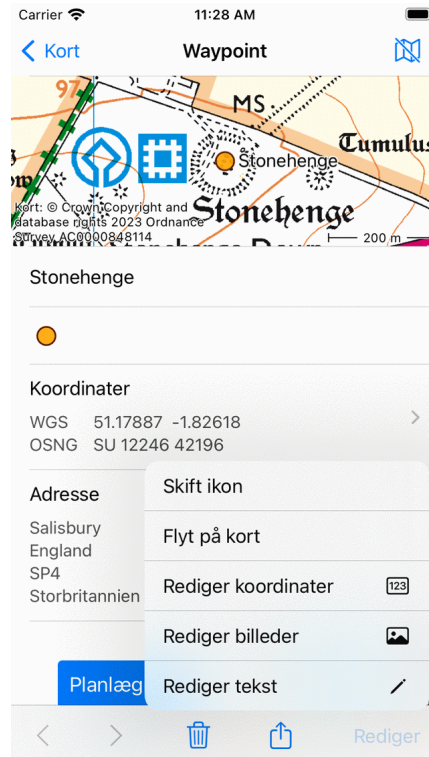 Carrier 11:28 AM
Kort Waypoint
97
MS
Tumulus
Stonehenge
Stonehenge
Kort: © Crown Copyright and
database rights 2023 Ordnance
Survey AC0000848114
200 m
Stonehenge
Koordinater
WGS 51.17887 -1.82618
OSNG SU 12246 42196
Adresse
Salisbury
England
SP4
Storbritannien
Skift ikon
Flyt på kort
Rediger koordinater 123
Rediger billeder
Rediger tekst
Planlæg
Rediger